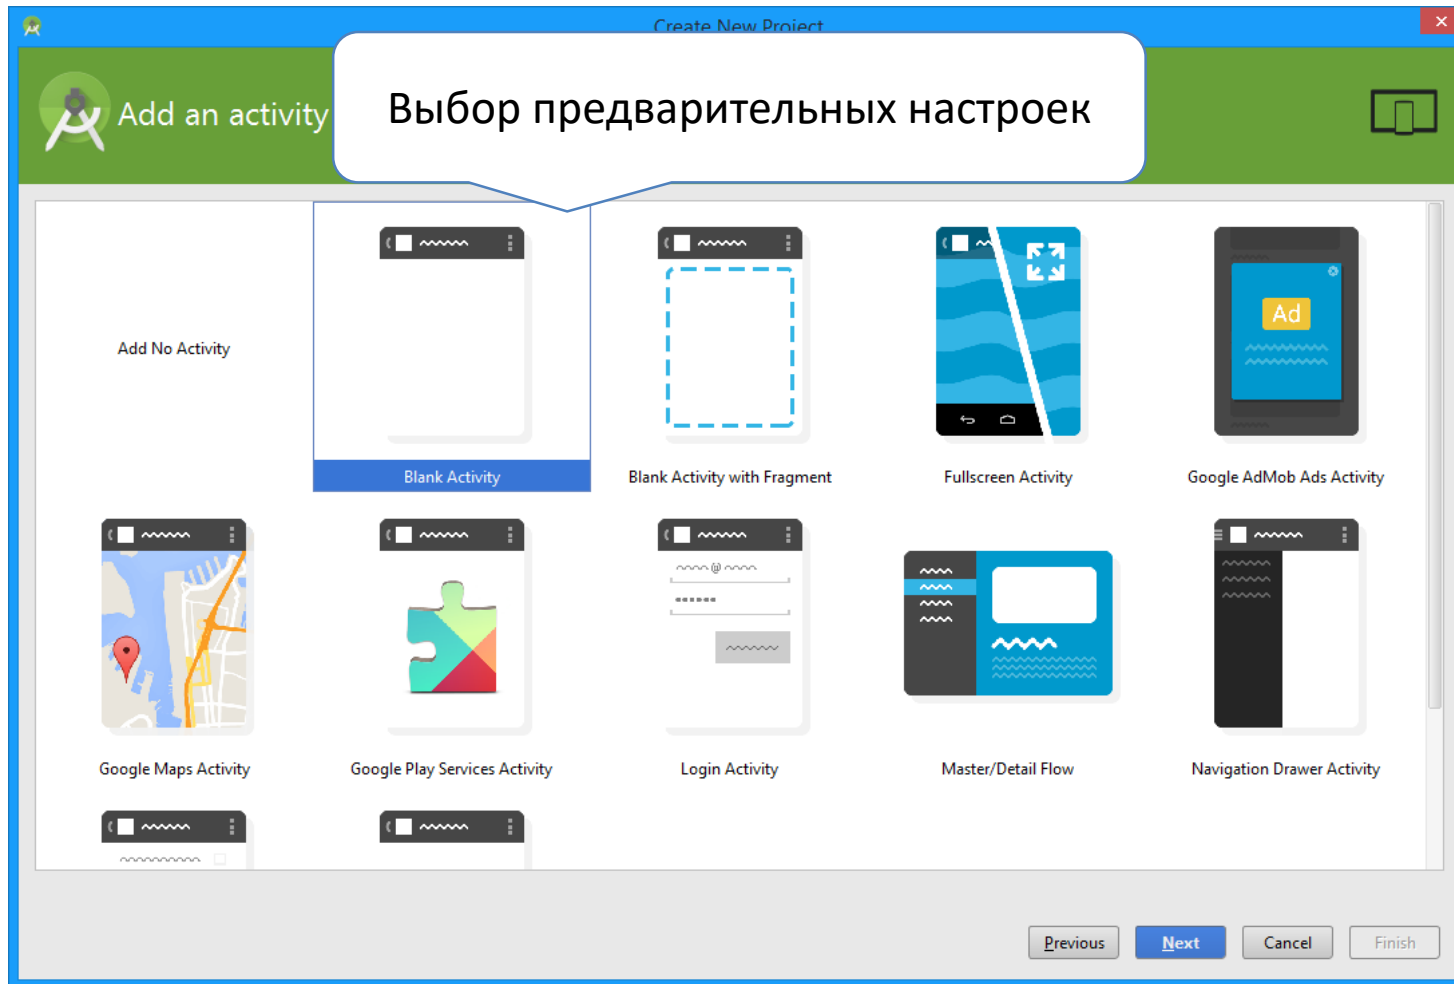 Create New Project
Add an activity
Выбор предварительных настроек
Add No Activity
Blank Activity
Blank Activity with Fragment
Fullscreen Activity
Ad
Google AdMob Ads Activity
@
Google Maps Activity
Google Play Services Activity
Login Activity
Master/Detail Flow
Navigation Drawer Activity
Previous
Next
Cancel
Finish